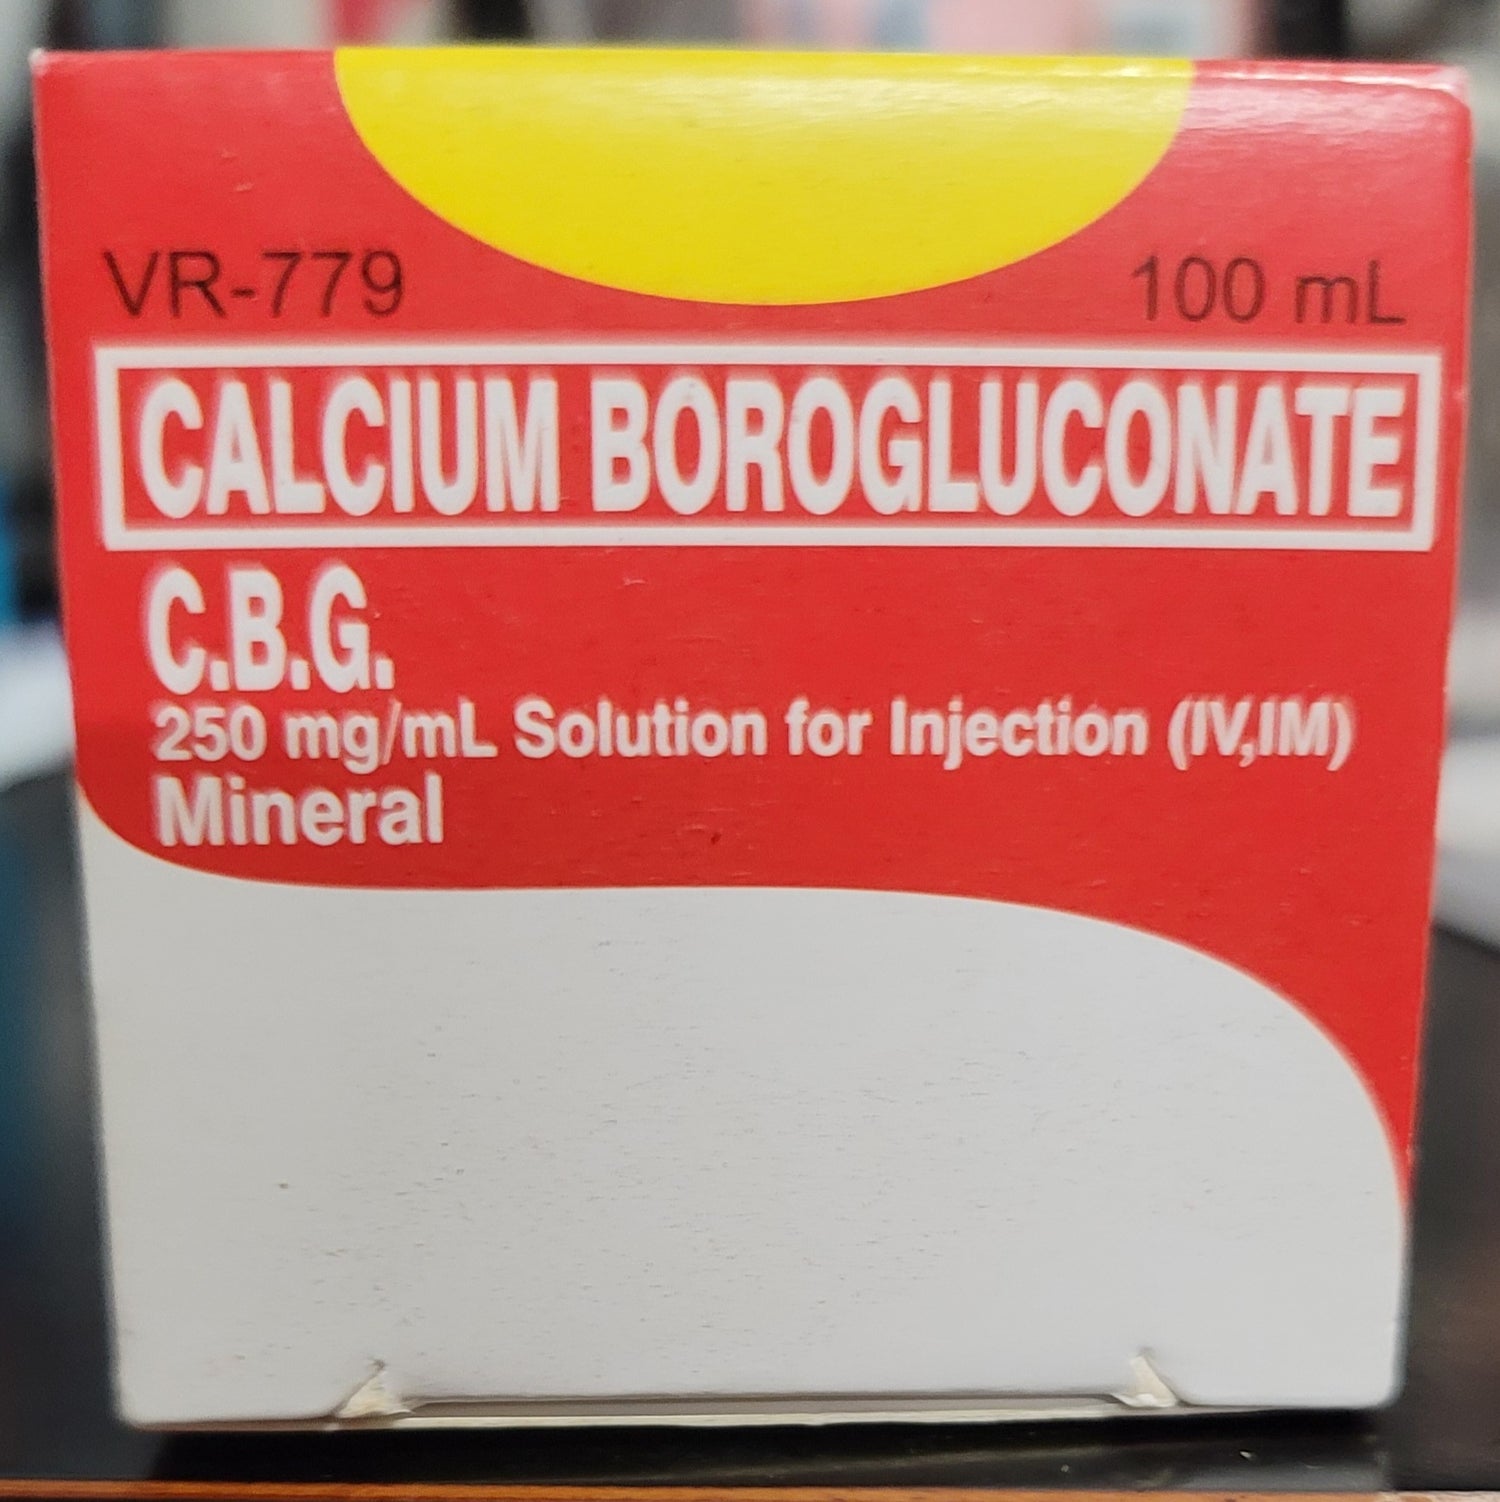 VR-779
100 mL
CALCIUM BOROGLUCONATE
C.B.G.
250 mg/mL Solution for Injection (IV,IM)
Mineral